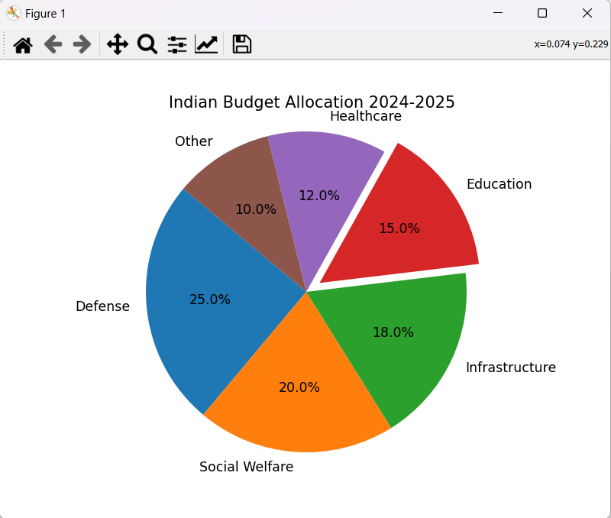 Figure 1
x=0.074 y=0.229
Indian Budget Allocation 2024-2025
Healthcare
Other
Education
12.0%
10.0%
15.0%
Defense
25.0%
18.0%
Infrastructure
20.0%
Social Welfare